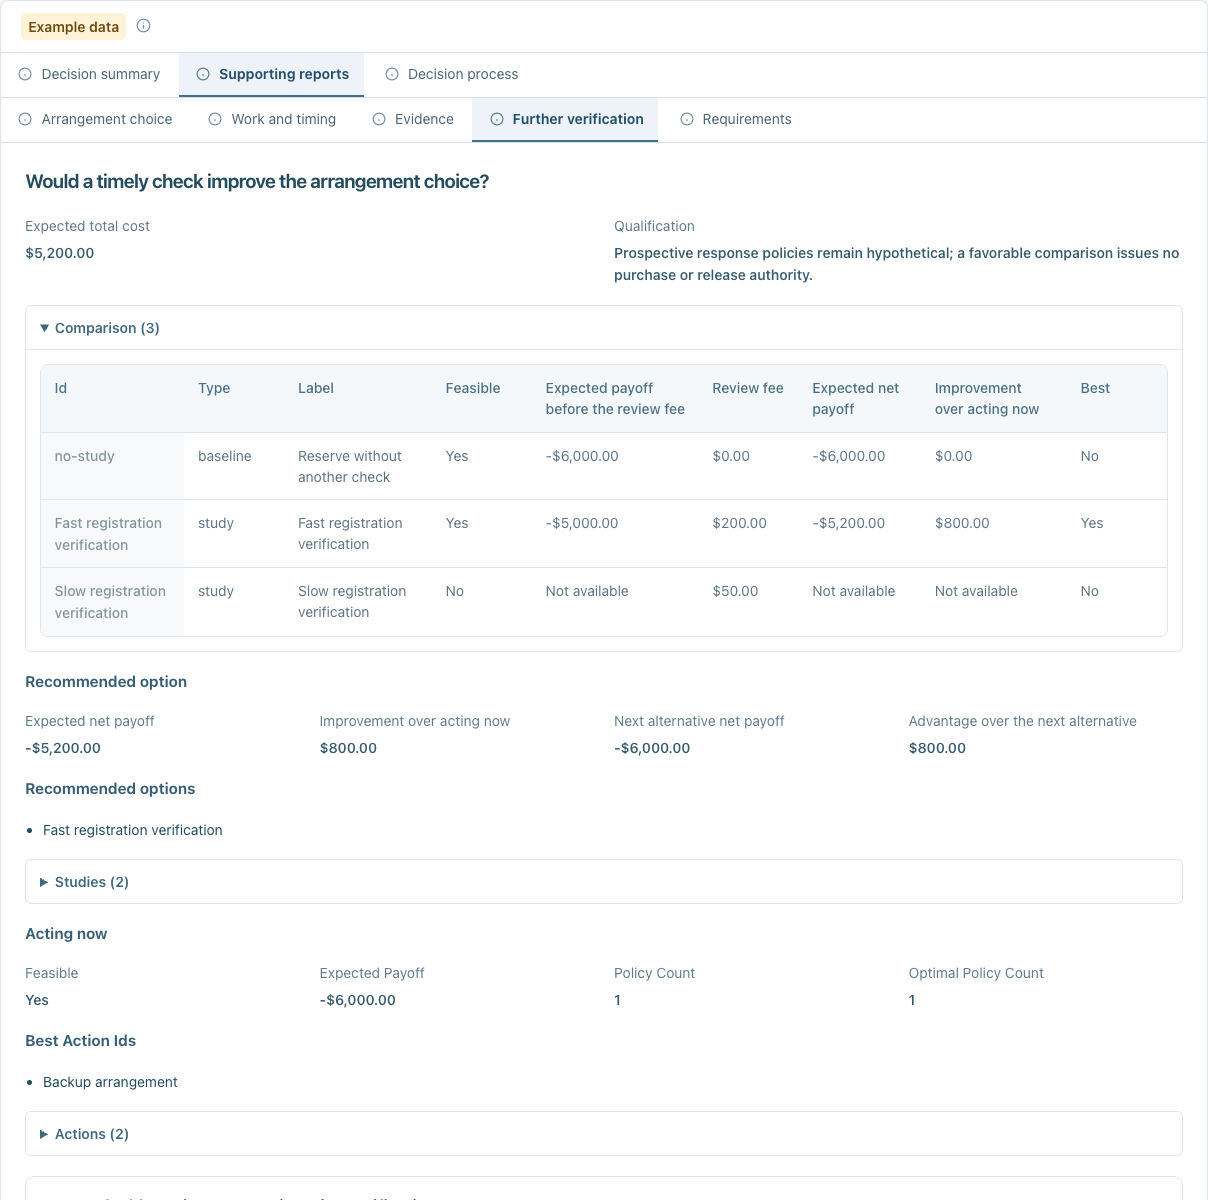 Example data
Decision summary
Supporting reports
Decision process
Arrangement choice
Work and timing
Evidence
Further verification
Requirements
Would a timely check improve the arrangement choice?
Expected total cost
$5,200.00
Qualification
Prospective response policies remain hypothetical; a favorable comparison issues no
purchase or release authority.
Comparison (3)
Id
Type
Label
Feasible
Expected payoff
before the review fee
Review fee
Expected net
payoff
Improvement
over acting now
Best
no-study
baseline
Reserve without
another check
Yes
-$6,000.00
$0.00
-$6,000.00
$0.00
No
Fast registration
verification
study
Fast registration
verification
Yes
-$5,000.00
$200.00
-$5,200.00
$800.00
Yes
Slow registration
verification
study
Slow registration
verification
No
Not available
$50.00
Not available
Not available
No
Recommended option
Expected net payoff
-$5,200.00
Improvement over acting now
$800.00
Next alternative net payoff
-$6,000.00
Advantage over the next alternative
$800.00
Recommended options
• Fast registration verification
Studies (2)
Acting now
Feasible
Yes
Expected Payoff
-$6,000.00
Policy Count
1
Optimal Policy Count
1
Best Action Ids
• Backup arrangement
Actions (2)